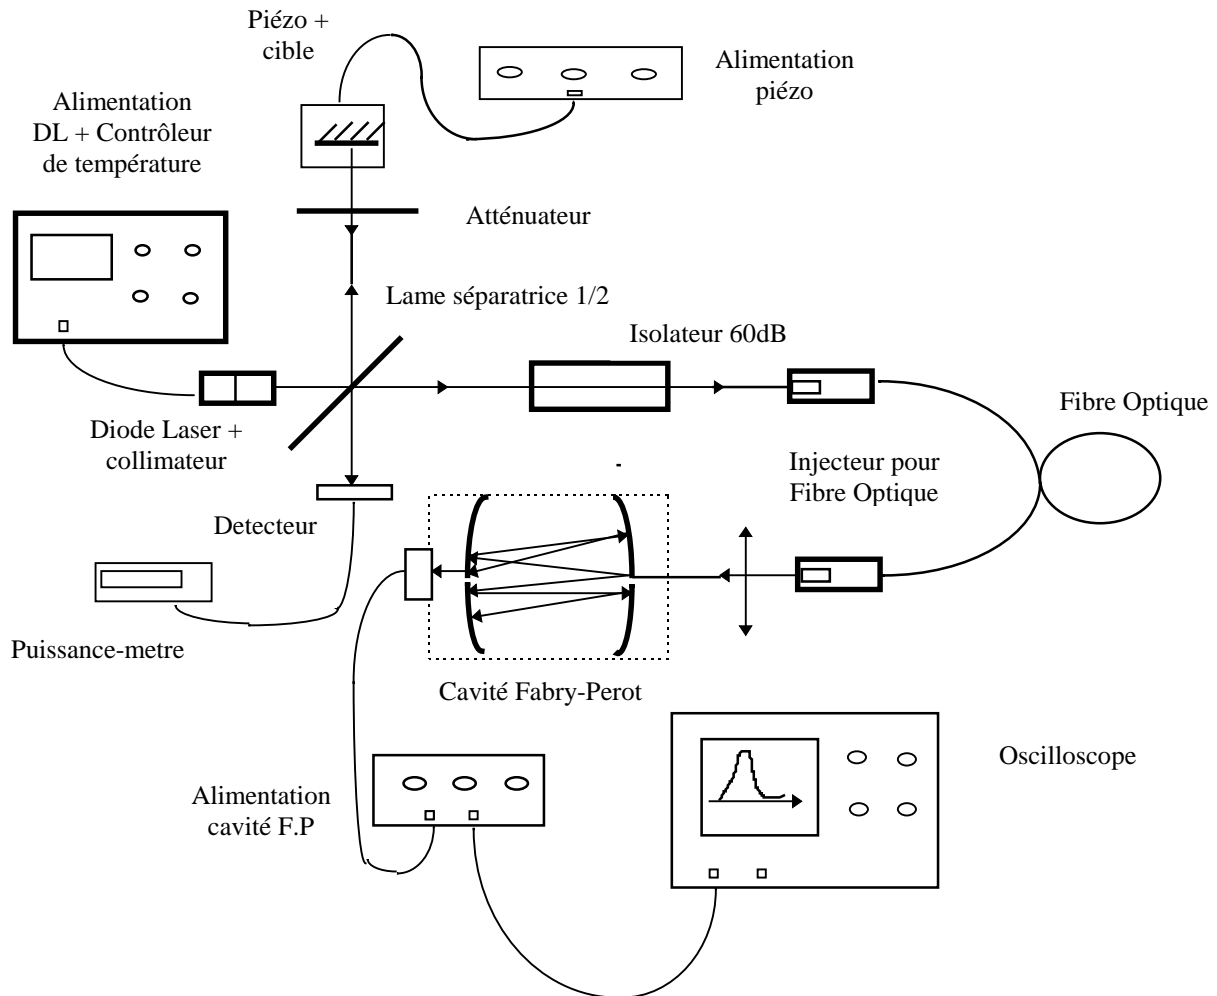 Piézo +
cible
Alimentation
piézo
Alimentation
DL + Contrôleur
de température
Atténuateur
Lame séparatrice 1/2
Isolateur 60dB
Fibre Optique
Diode Laser +
collimateur
Injecteur pour
Fibre Optique
Detecteur
Puissance-metre
Cavité Fabry-Perot
Oscilloscope
Alimentation
cavité F.P